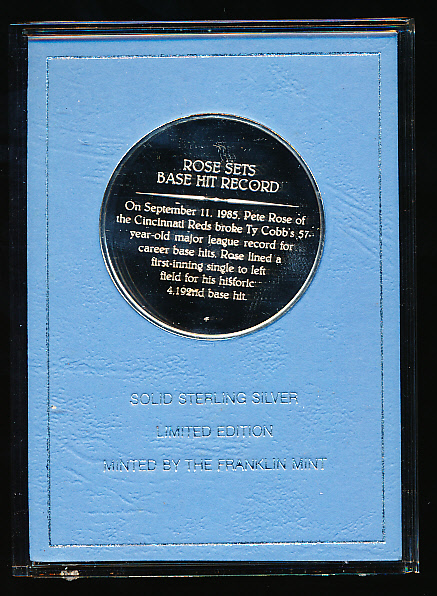 ROSE SETS
BASE HIT RECORD
On September 11, 1985, Pete Rose of
the Cincinnati Reds broke Ty Cobb's 57-
year-old major league record for
career base hits. Rose lined a
first-inning single to left
field for his historic
4,192nd base hit.
SOLID STERLING SILVER
LIMITED EDITION
MINTED BY THE FRANKLIN MINT